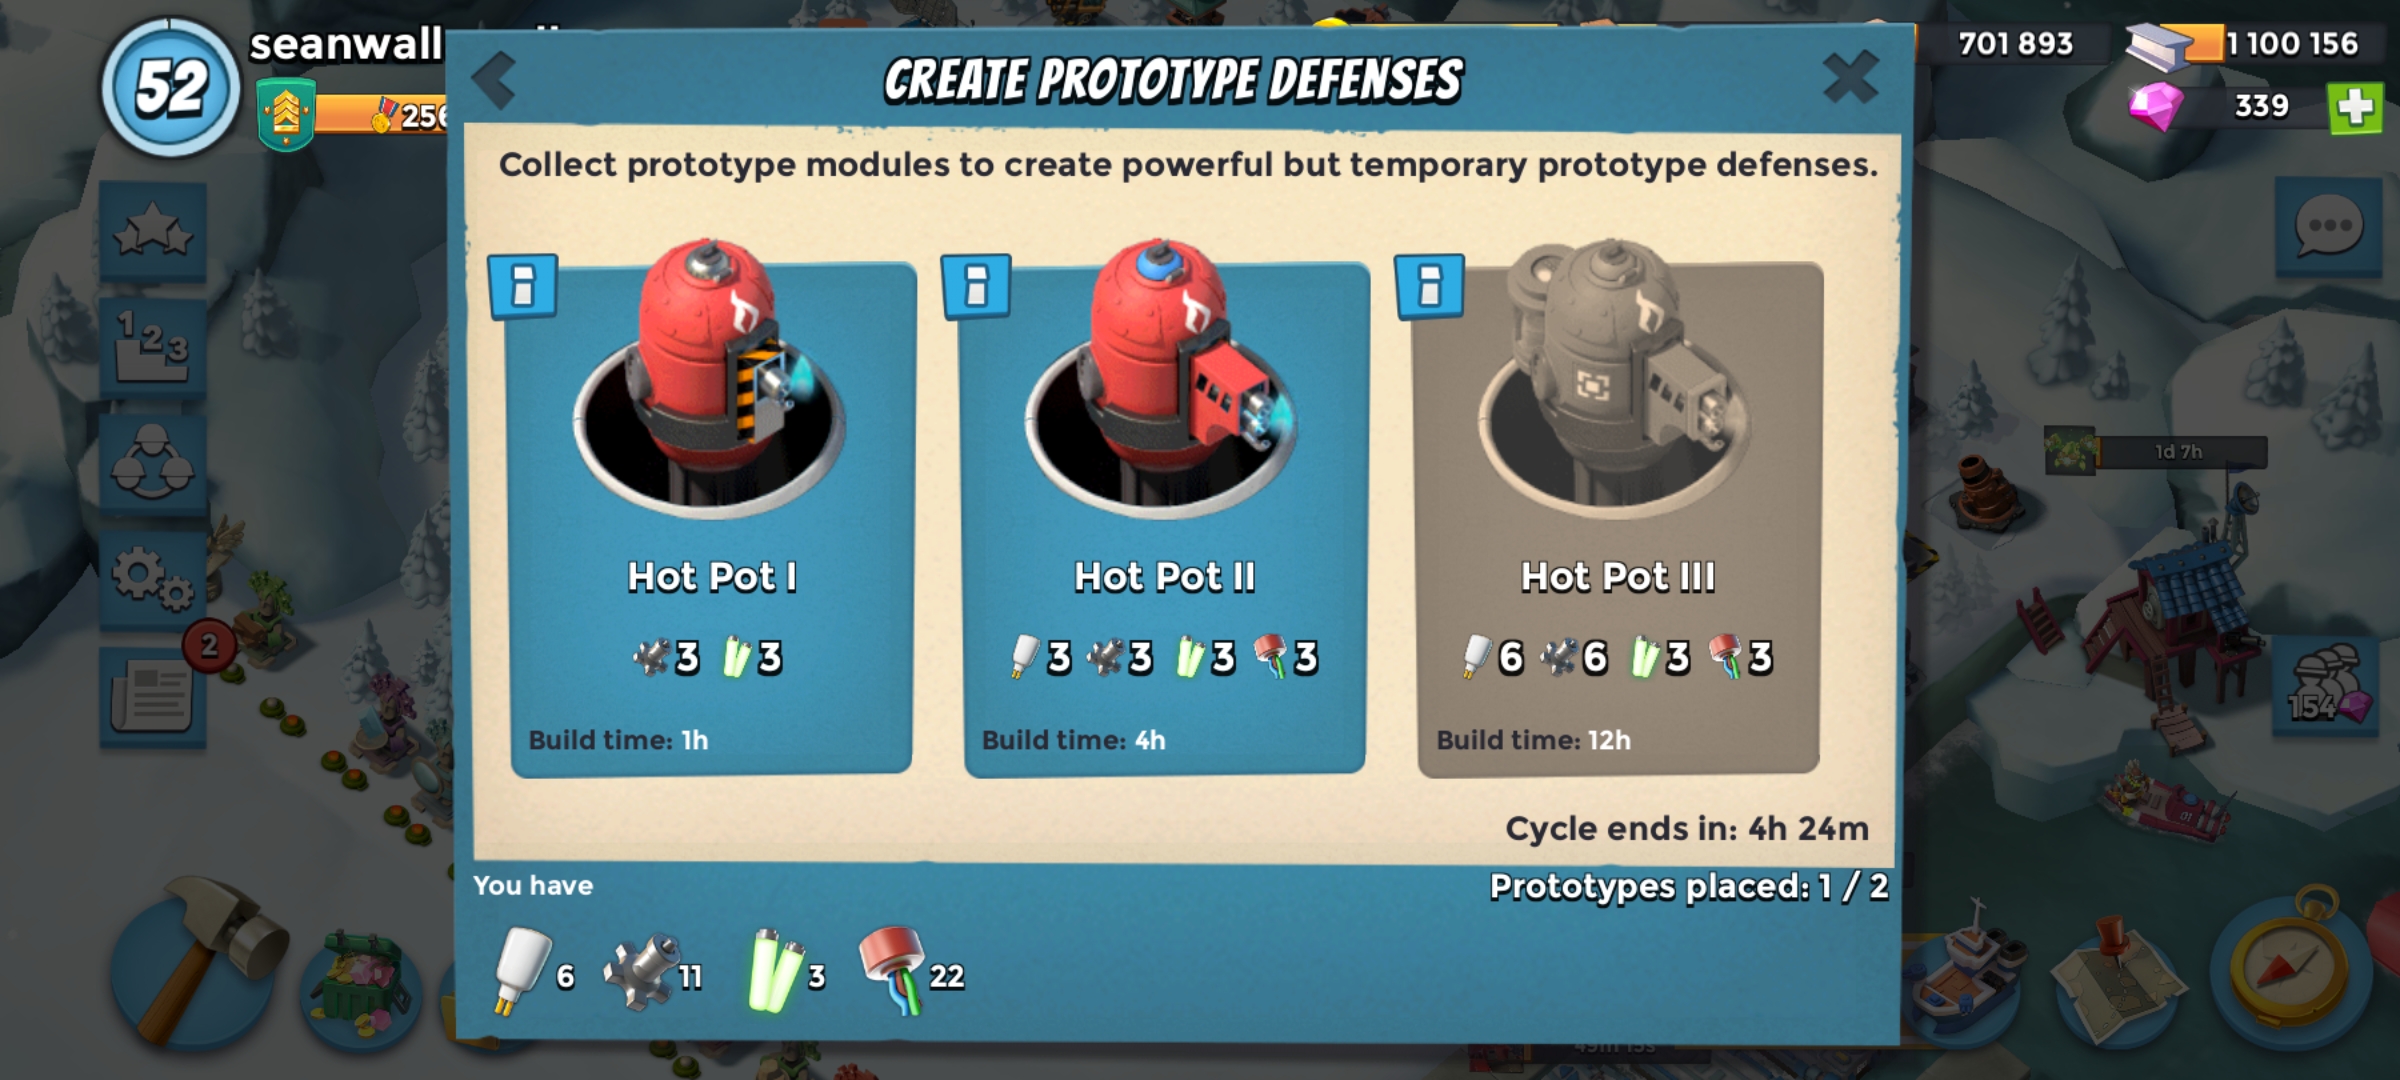 52
seanwall
256
701 893
1 100 156
339
CREATE PROTOTYPE DEFENSES
Collect prototype modules to create powerful but temporary prototype defenses.
Hot Pot I
3 3
Build time: 1h
Hot Pot II
3 3 3 3
Build time: 4h
Hot Pot III
6 6 3 3
Build time: 12h
Cycle ends in: 4h 24m
You have
Prototypes placed: 1 / 2
6 11 3 22
1 2 3
2
1d 7h
154